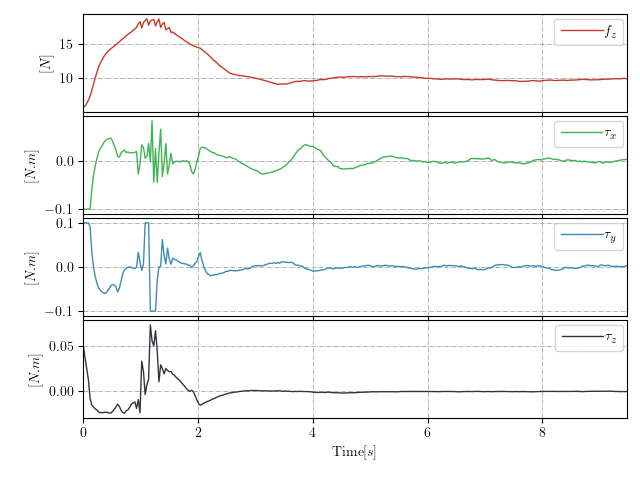 f_z
15
10
[N]
τ_x
0.0
−0.1
[N.m]
τ_y
0.1
0.0
−0.1
[N.m]
τ_z
0.05
0.00
[N.m]
0 2 4 6 8
Time[s]